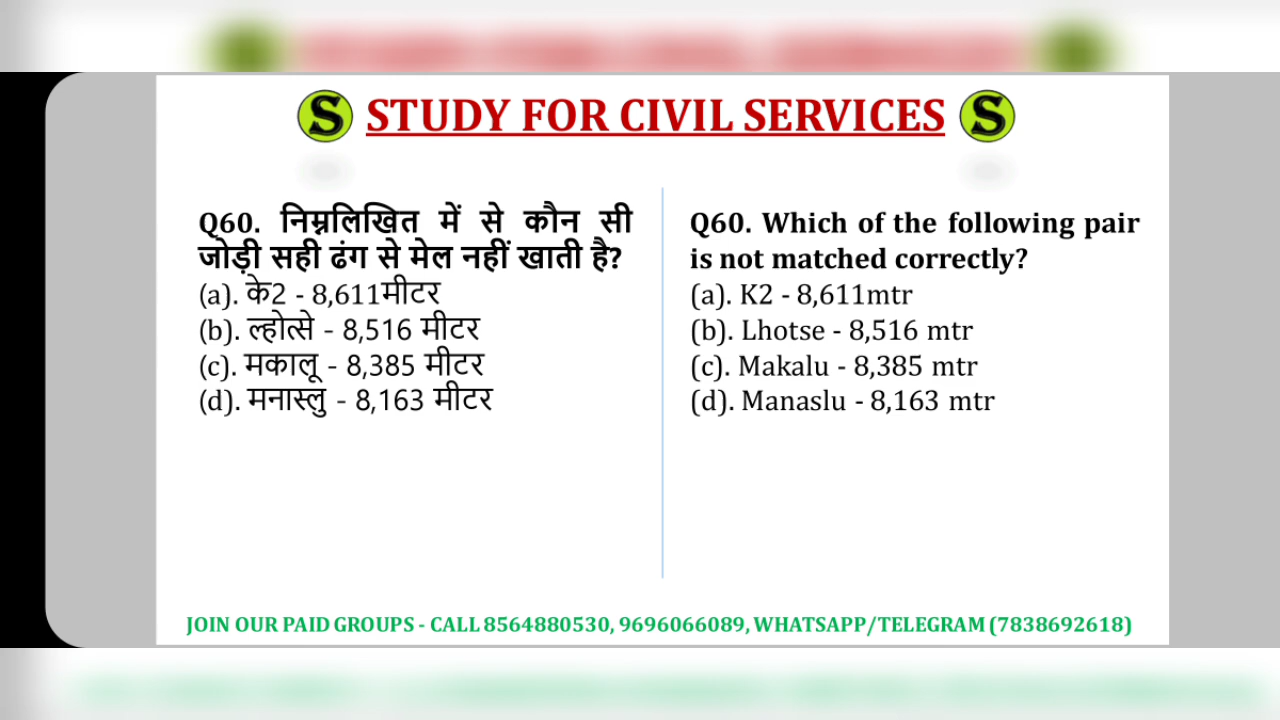 S STUDY FOR CIVIL SERVICES S
Q60. निम्नलिखित में से कौन सी
जोड़ी सही ढंग से मेल नहीं खाती है?
(a). के2 - 8,611मीटर
(b). ल्होत्से - 8,516 मीटर
(c). मकालू - 8,385 मीटर
(d). मनास्लु - 8,163 मीटर
Q60. Which of the following pair
is not matched correctly?
(a). K2 - 8,611mtr
(b). Lhotse - 8,516 mtr
(c). Makalu - 8,385 mtr
(d). Manaslu - 8,163 mtr
JOIN OUR PAID GROUPS - CALL 8564880530, 9696066089, WHATSAPP/TELEGRAM (7838692618)